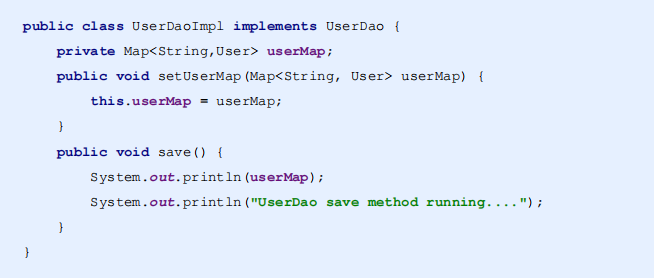 public class UserDaoImpl implements UserDao {
    private Map<String,User> userMap;
    public void setUserMap(Map<String, User> userMap) {
        this.userMap = userMap;
    }
    public void save() {
        System.out.println(userMap);
        System.out.println("UserDao save method running....");
    }
}